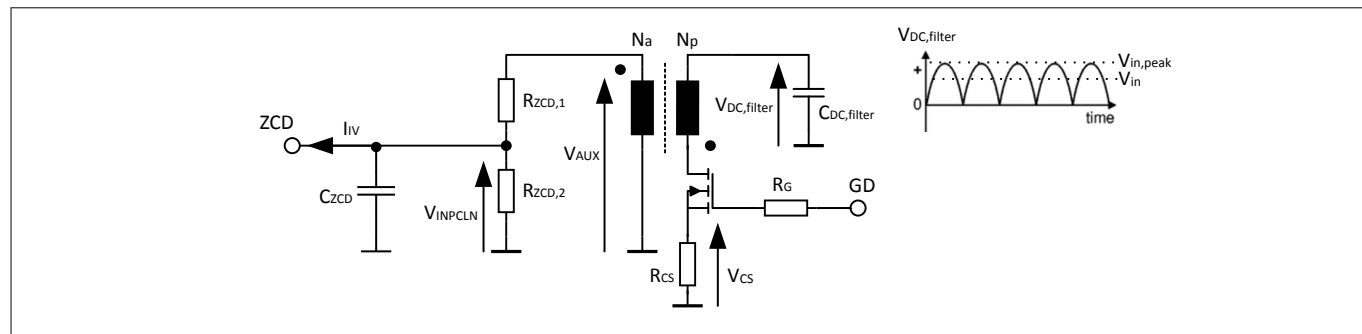 Na
Np
RZCD,1
ZCD
IIV
CZCD
RZCD,2
VINPCLN
VAUX
VDC,filter
CDC,filter
RG
GD
RCS
VCS
VDC,filter
+
0
Vin,peak
Vin
time